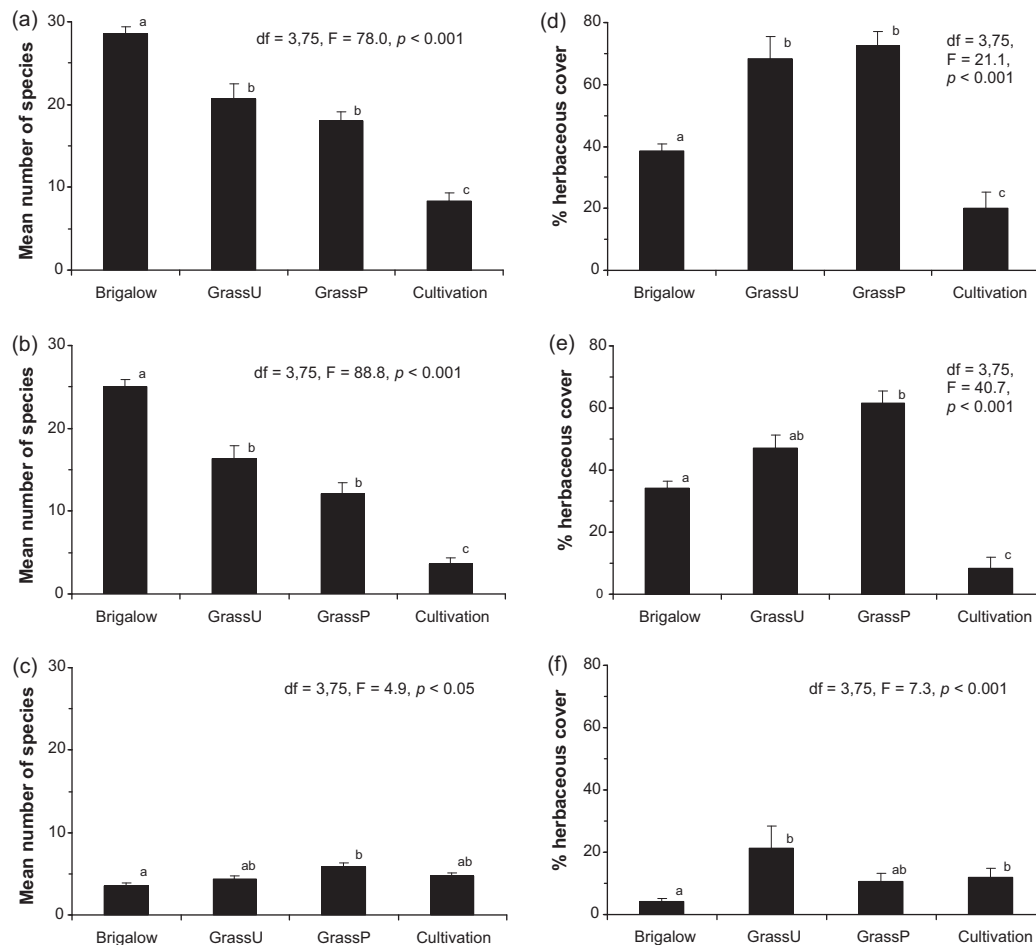 (a)
Mean number of species
30
20
10
0
df = 3,75, F = 78.0, p < 0.001
a
b
b
c
Brigalow GrassU GrassP Cultivation
(d)
% herbaceous cover
80
60
40
20
0
df = 3,75,
F = 21.1,
p < 0.001
a
b
b
c
Brigalow GrassU GrassP Cultivation
(b)
Mean number of species
30
20
10
0
df = 3,75, F = 88.8, p < 0.001
a
b
b
c
Brigalow GrassU GrassP Cultivation
(e)
% herbaceous cover
80
60
40
20
0
df = 3,75,
F = 40.7,
p < 0.001
a
ab
b
c
Brigalow GrassU GrassP Cultivation
(c)
Mean number of species
30
20
10
0
df = 3,75, F = 4.9, p < 0.05
a
ab
b
ab
Brigalow GrassU GrassP Cultivation
(f)
% herbaceous cover
80
60
40
20
0
df = 3,75, F = 7.3, p < 0.001
a
b
ab
b
Brigalow GrassU GrassP Cultivation